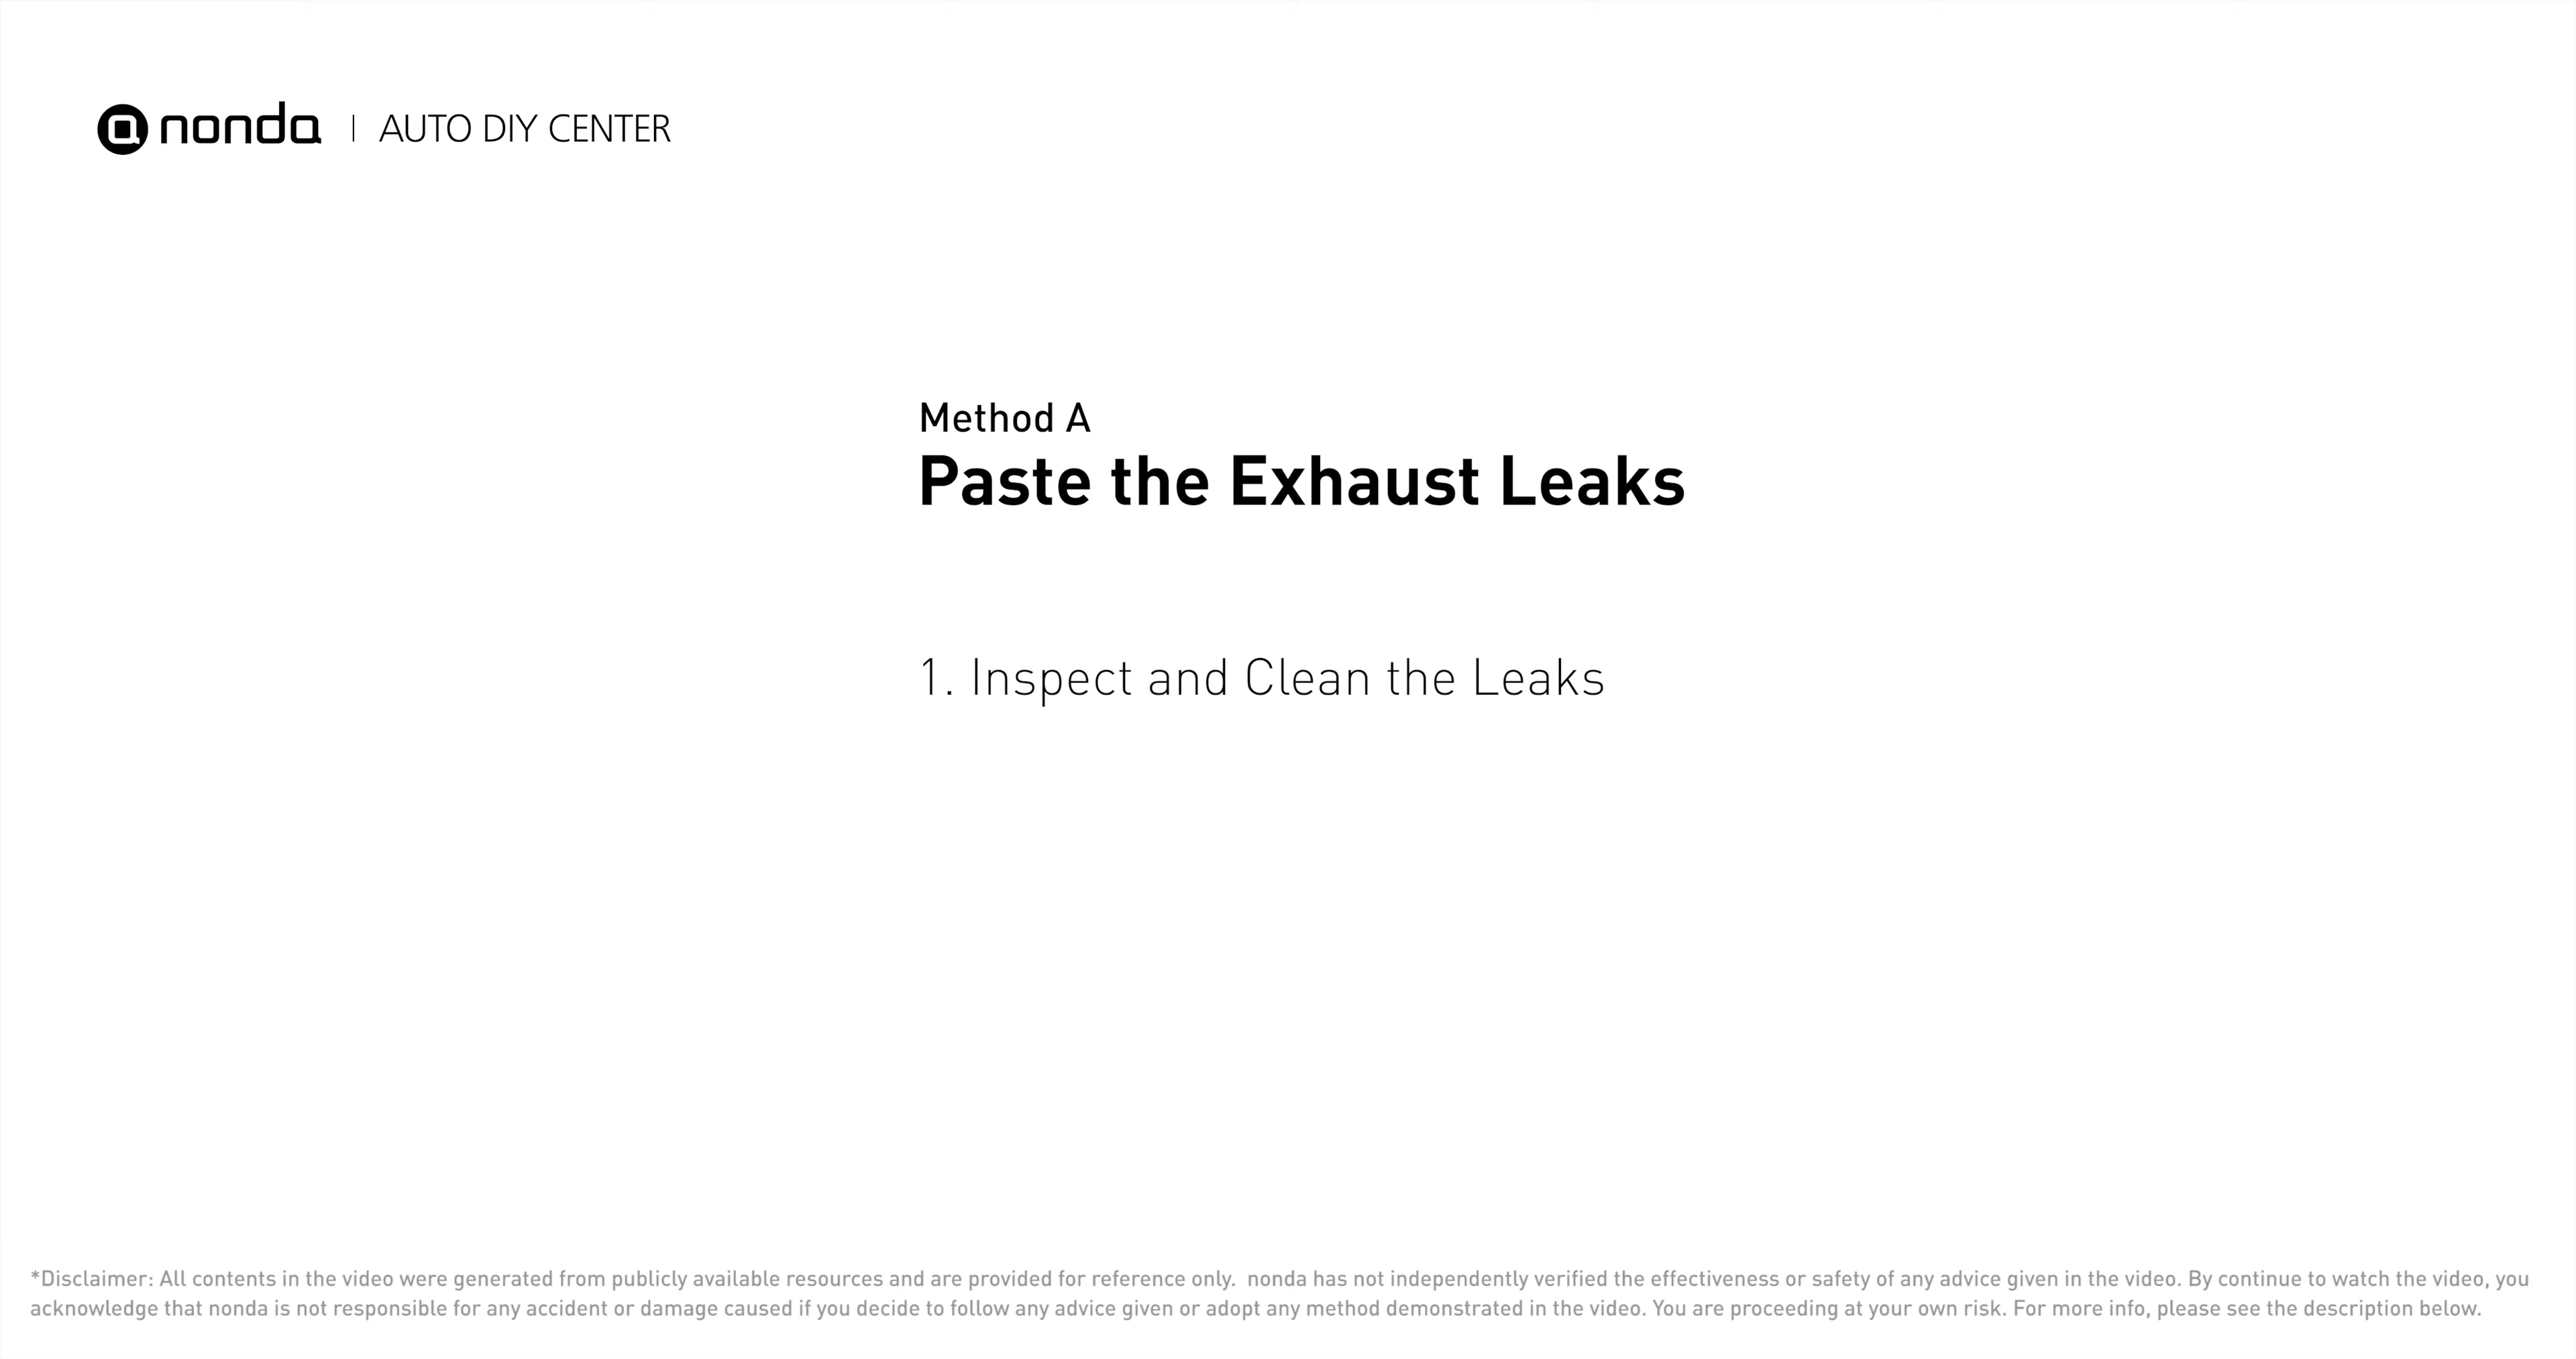 nonda | AUTO DIY CENTER
Method A
Paste the Exhaust Leaks
1. Inspect and Clean the Leaks
*Disclaimer: All contents in the video were generated from publicly available resources and are provided for reference only. nonda has not independently verified the effectiveness or safety of any advice given in the video. By continue to watch the video, you
acknowledge that nonda is not responsible for any accident or damage caused if you decide to follow any advice given or adopt any method demonstrated in the video. You are proceeding at your own risk. For more info, please see the description below.